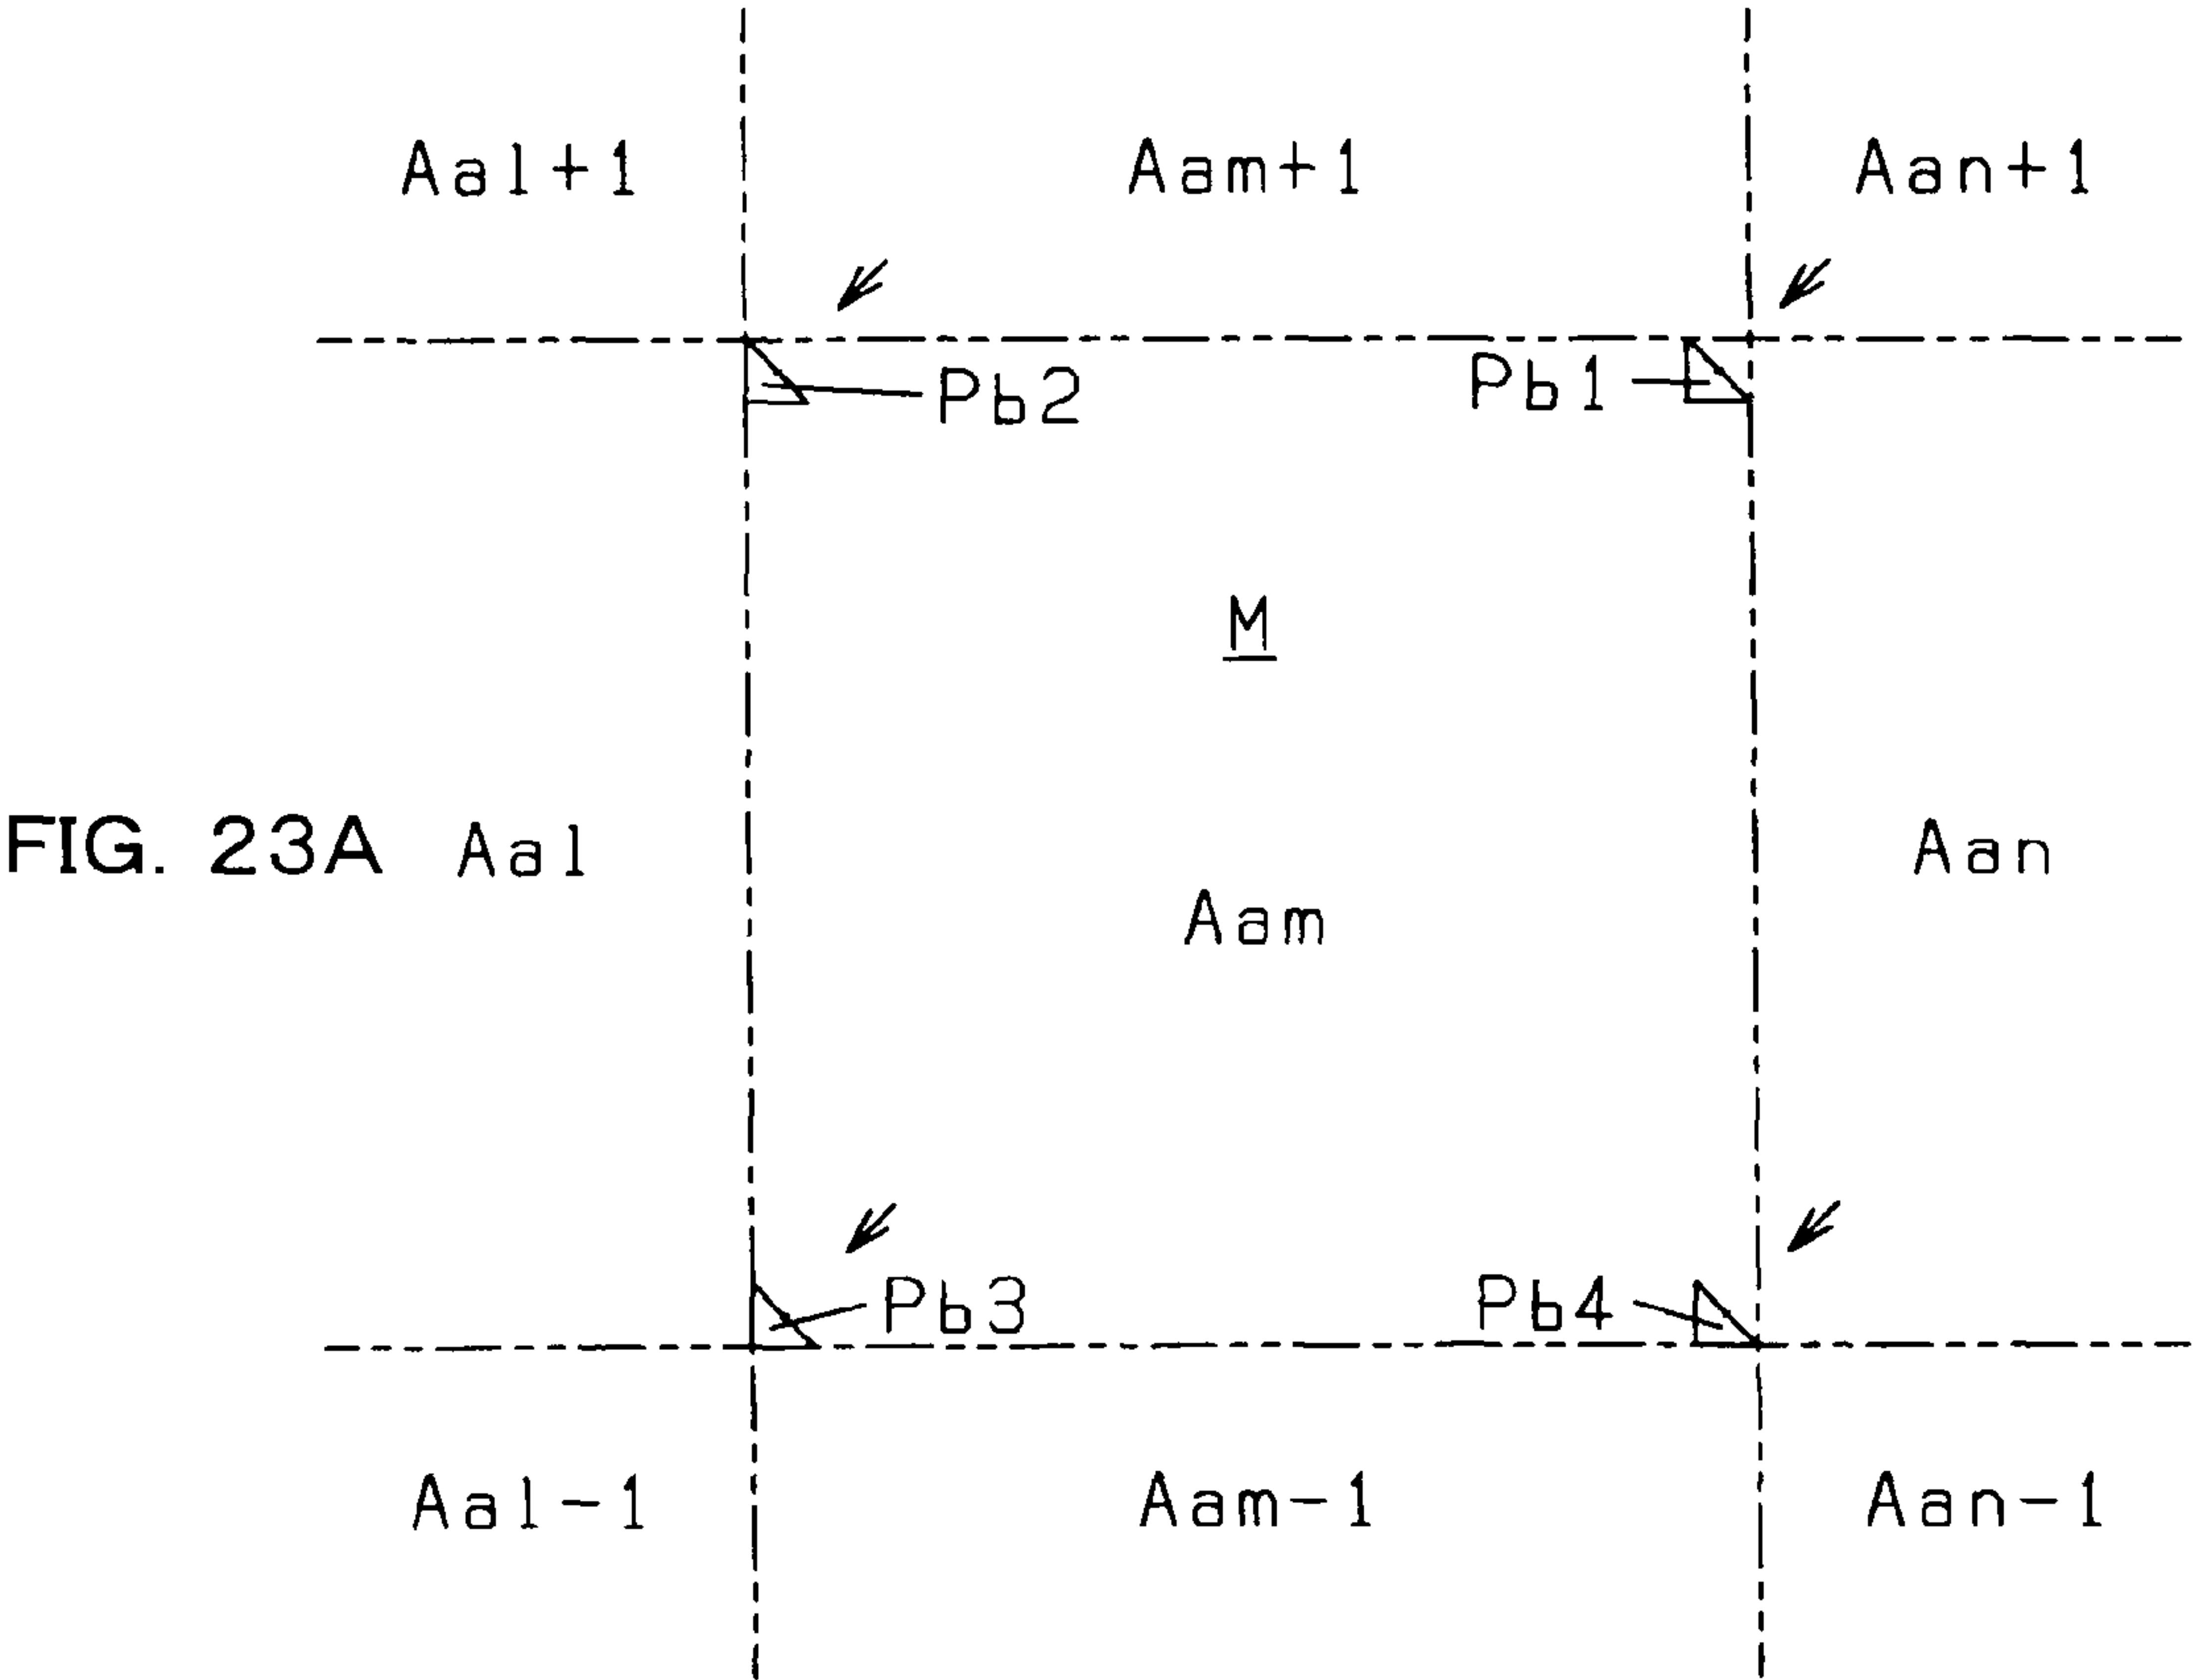 Aal+1 Aam+1 Aan+1
Pb2 Pb1
M
FIG. 23A Aal Aan
Aam
Pb3 Pb4
Aal-1 Aam-1 Aan-1